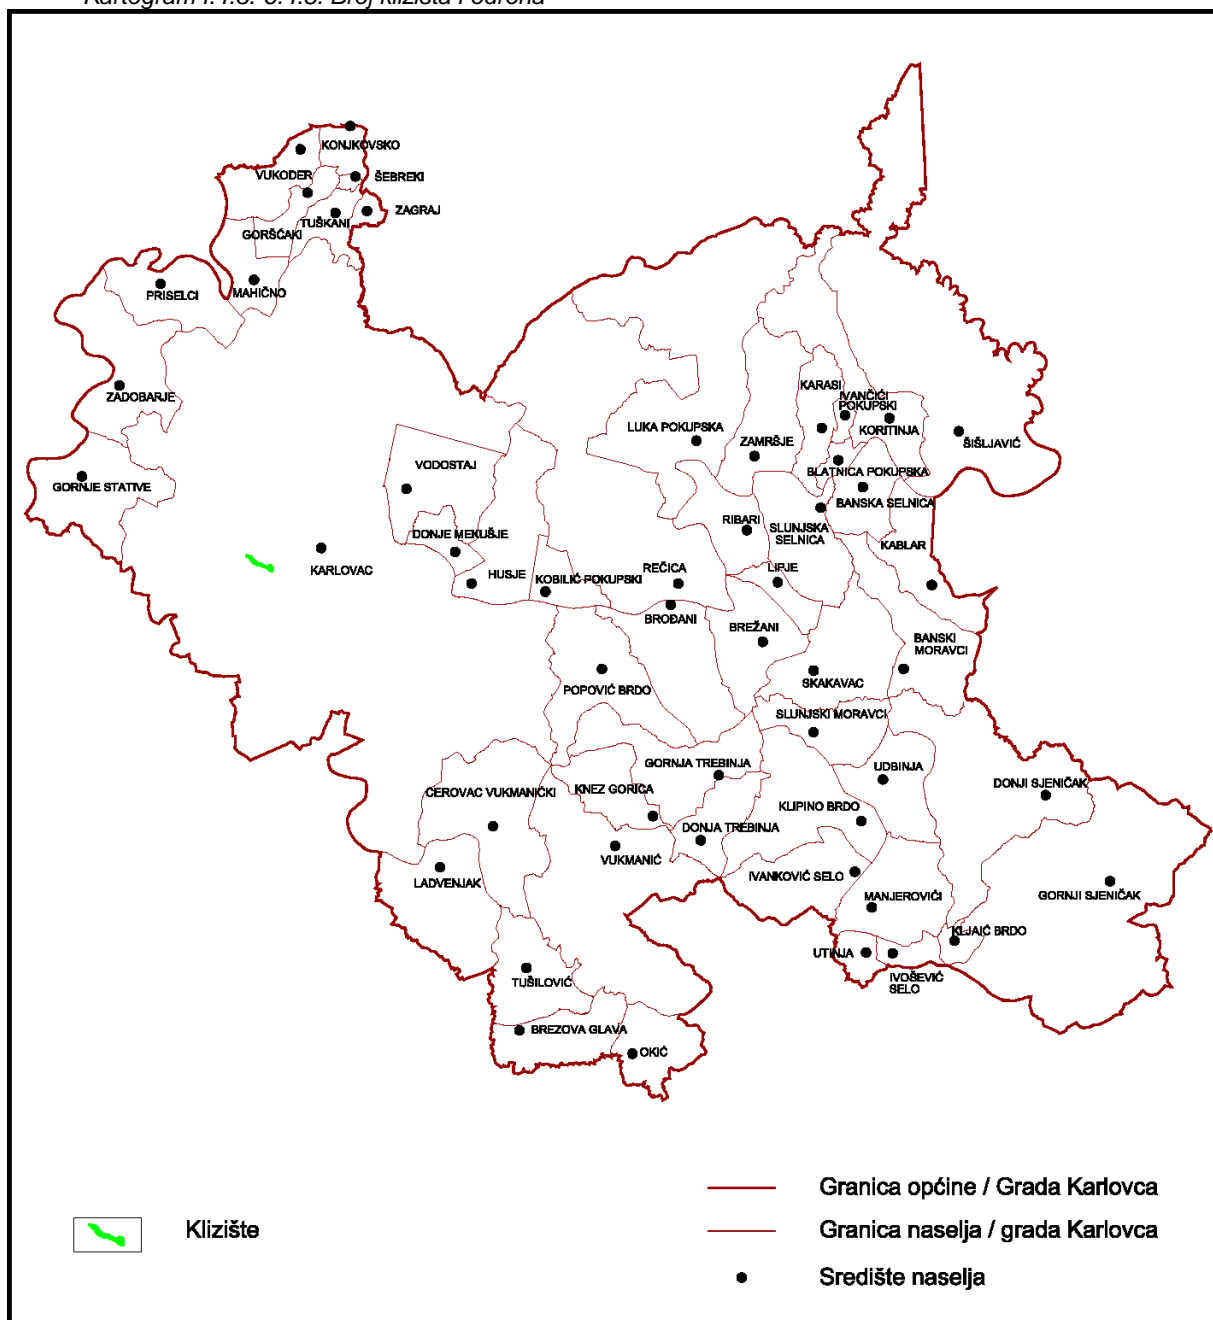 KONJKOVSKO
VUKODER
ŠEBREKI
ZAGRAJ
TUŠKANI
GORŠĆAKI
PRISELCI
MAHIČNO
ZADOBARJE
GORNJE STATIVE
KARLOVAC
VODOSTAJ
DONJE MEKUŠJE
HUSJE
KOBILIĆ POKUPSKI
REČICA
BROĐANI
LUKA POKUPSKA
ZAMRŠJE
KARASI
IVANČIĆI
POKUPSKI
KORITINJA
ŠIŠLJAVIĆ
BLATNICA POKUPSKA
BANSKA SELNICA
RIBARI
SLUNJSKA
SELNICA
KABLAR
LIPJE
BREŽANI
BANSKI
MORAVCI
SKAKAVAC
POPOVIĆ BRDO
SLUNJSKI MORAVCI
GORNJA TREBINJA
UDBINJA
DONJI SJENIČAK
CEROVAC VUKMANIĆKI
KNEZ GORICA
KLIPINO BRDO
DONJA TREBINJA
VUKMANIĆ
LADVENJAK
IVANKOVIĆ SELO
GORNJI SJENIČAK
MANJEROVIĆI
KLJAIĆ BRDO
UTINJA
IVOŠEVIĆ
SELO
TUŠILOVIĆ
BREZOVA GLAVA
OKIĆ
Granica općine / Grada Karlovca
Klizište
Granica naselja / grada Karlovca
Središte naselja